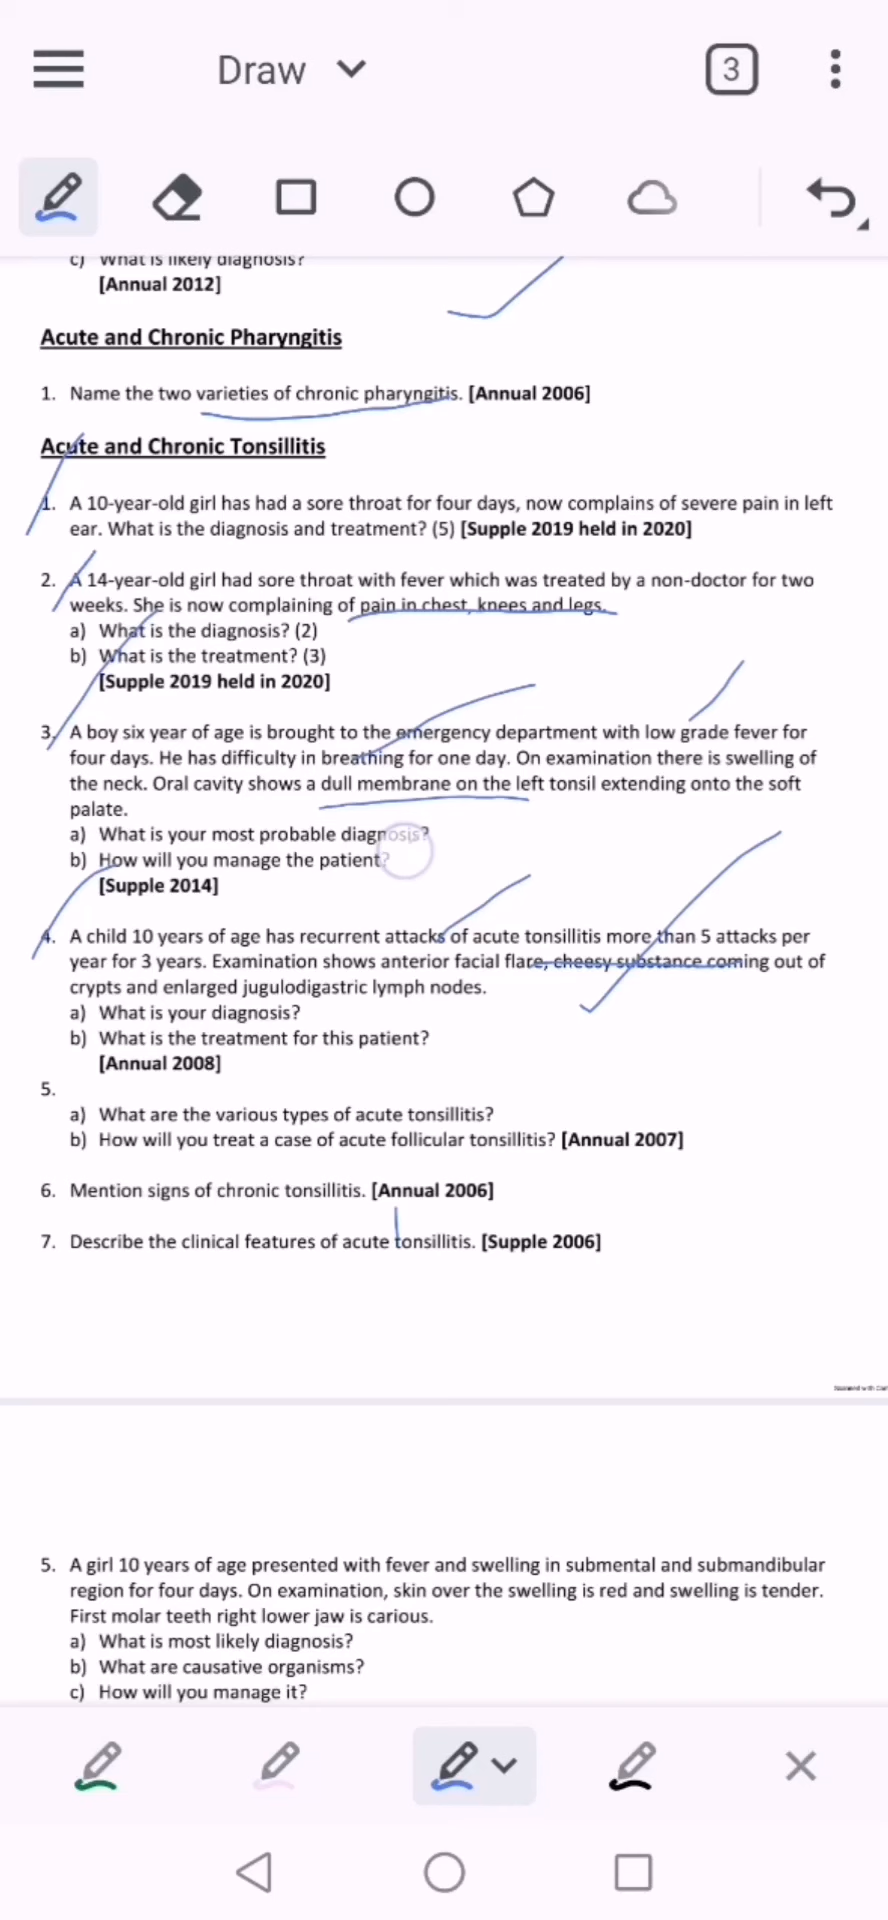 Draw
3
c) What is likely diagnosis?
[Annual 2012]
Acute and Chronic Pharyngitis
1. Name the two varieties of chronic pharyngitis. [Annual 2006]
Acute and Chronic Tonsillitis
1. A 10-year-old girl has had a sore throat for four days, now complains of severe pain in left
ear. What is the diagnosis and treatment? (5) [Supple 2019 held in 2020]
2. A 14-year-old girl had sore throat with fever which was treated by a non-doctor for two
weeks. She is now complaining of pain in chest, knees and legs.
a) What is the diagnosis? (2)
b) What is the treatment? (3)
[Supple 2019 held in 2020]
3. A boy six year of age is brought to the emergency department with low grade fever for
four days. He has difficulty in breathing for one day. On examination there is swelling of
the neck. Oral cavity shows a dull membrane on the left tonsil extending onto the soft
palate.
a) What is your most probable diagnosis?
b) How will you manage the patient?
[Supple 2014]
4. A child 10 years of age has recurrent attacks of acute tonsillitis more than 5 attacks per
year for 3 years. Examination shows anterior facial flare, cheesy substance coming out of
crypts and enlarged jugulodigastric lymph nodes.
a) What is your diagnosis?
b) What is the treatment for this patient?
[Annual 2008]
5.
a) What are the various types of acute tonsillitis?
b) How will you treat a case of acute follicular tonsillitis? [Annual 2007]
6. Mention signs of chronic tonsillitis. [Annual 2006]
7. Describe the clinical features of acute tonsillitis. [Supple 2006]
5. A girl 10 years of age presented with fever and swelling in submental and submandibular
region for four days. On examination, skin over the swelling is red and swelling is tender.
First molar teeth right lower jaw is carious.
a) What is most likely diagnosis?
b) What are causative organisms?
c) How will you manage it?